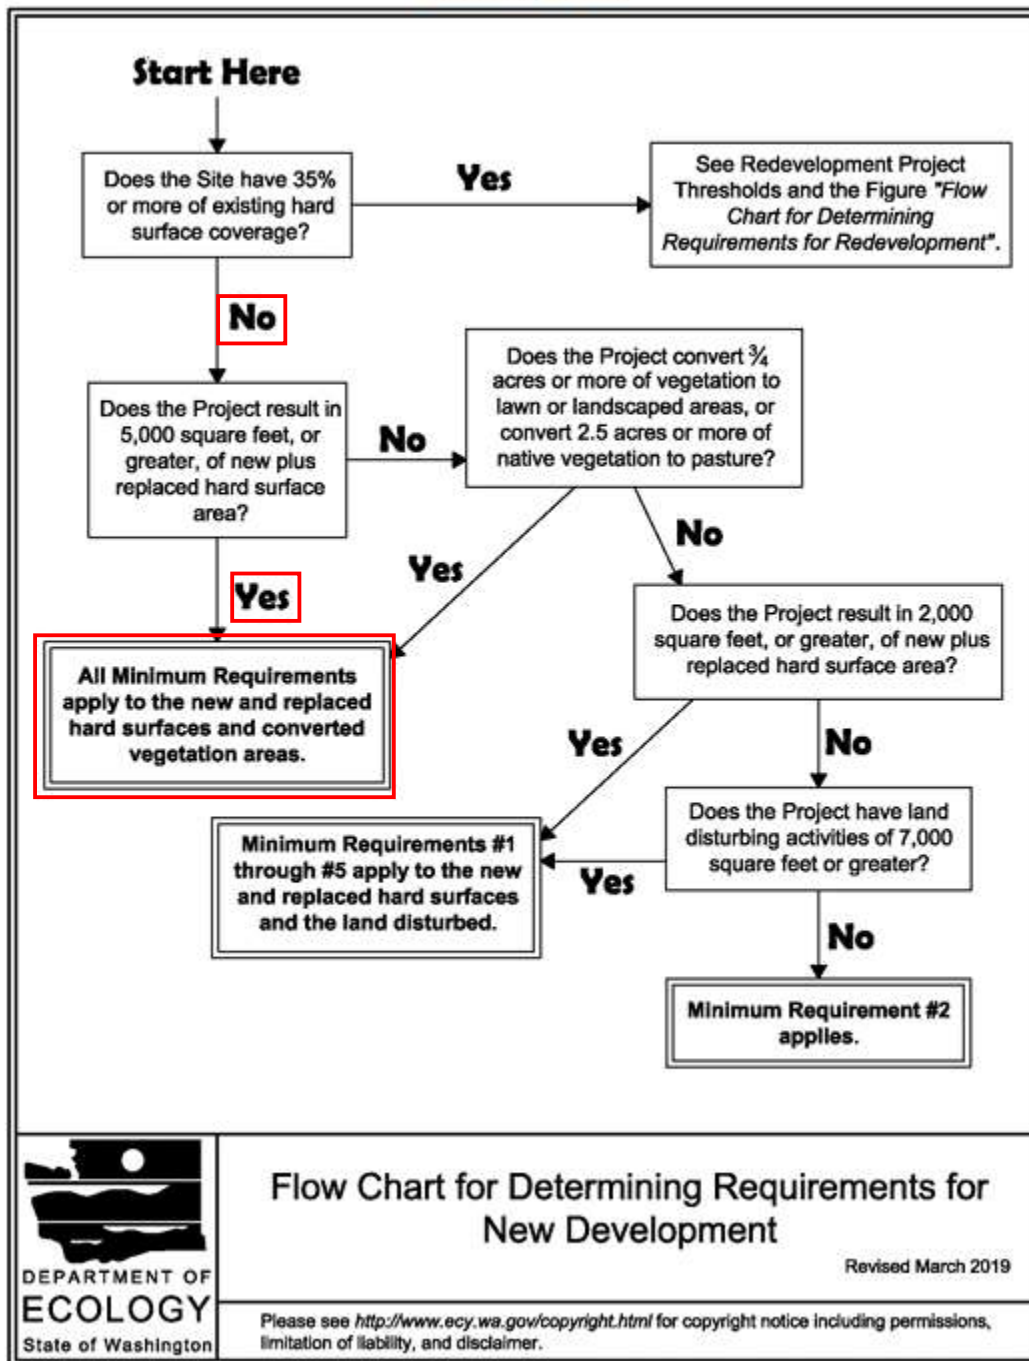 Start Here
Does the Site have 35%
or more of existing hard
surface coverage?
Yes
See Redevelopment Project
Thresholds and the Figure "Flow
Chart for Determining
Requirements for Redevelopment".
No
Does the Project result in
5,000 square feet, or
greater, of new plus
replaced hard surface
area?
No
Does the Project convert ¾
acres or more of vegetation to
lawn or landscaped areas, or
convert 2.5 acres or more of
native vegetation to pasture?
Yes
Yes
No
All Minimum Requirements
apply to the new and replaced
hard surfaces and converted
vegetation areas.
Does the Project result in 2,000
square feet, or greater, of new plus
replaced hard surface area?
Yes
No
Minimum Requirements #1
through #5 apply to the new
and replaced hard surfaces
and the land disturbed.
Yes
Does the Project have land
disturbing activities of 7,000
square feet or greater?
No
Minimum Requirement #2
applies.
DEPARTMENT OF
ECOLOGY
State of Washington
Flow Chart for Determining Requirements for
New Development
Revised March 2019
Please see http://www.ecy.wa.gov/copyright.html for copyright notice including permissions,
limitation of liability, and disclaimer.